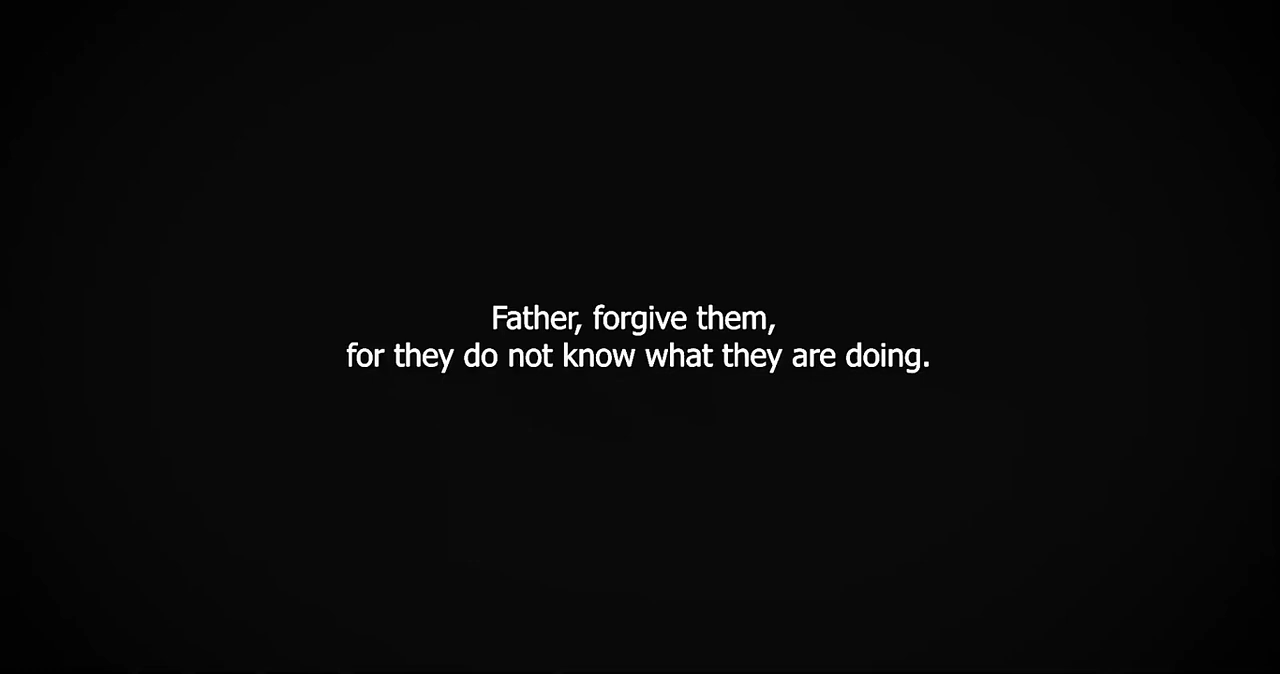 Father, forgive them,
for they do not know what they are doing.